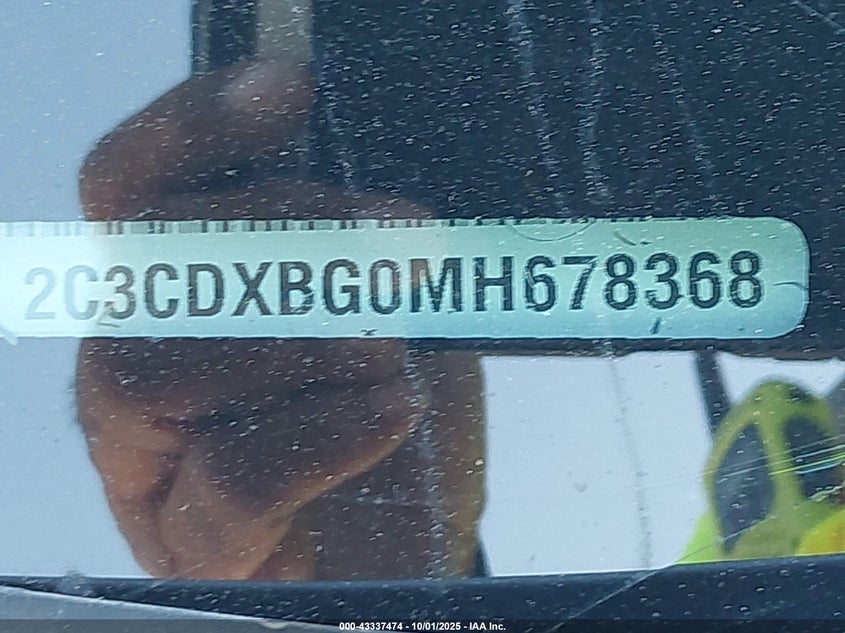 2C3CDXBG0MH678368
000-43337474 - 10/01/2025 - IAA Inc.